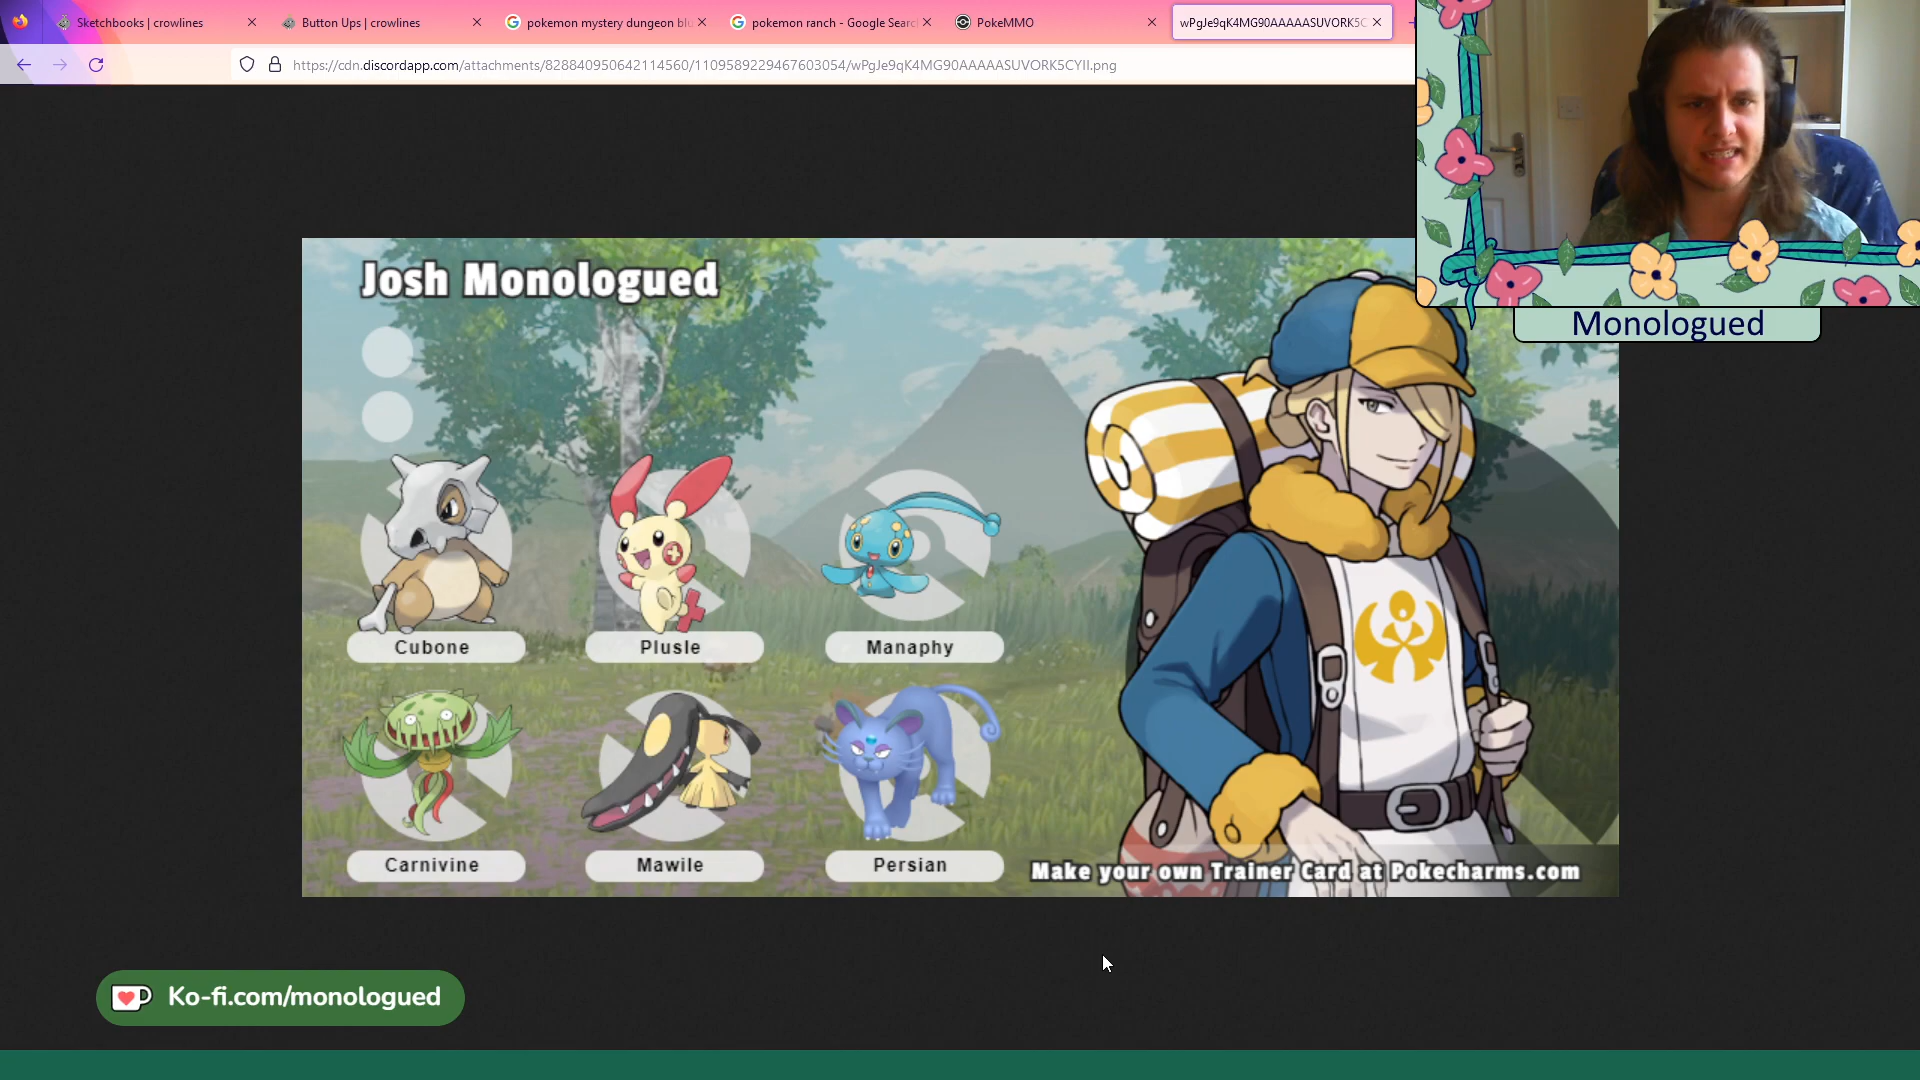 Sketchbooks | crowlines
Button Ups | crowlines
pokemon mystery dungeon blu
pokemon ranch - Google Searc
PokeMMO
wPgJe9qK4MG90AAAAASUVORK5C
https://cdn.discordapp.com/attachments/828840950642114560/1109589229467603054/wPgJe9qK4MG90AAAAASUVORK5CYII.png
Monologued
Josh Monologued
Cubone
Plusle
Manaphy
Carnivine
Mawile
Persian
Make your own Trainer Card at Pokecharms.com
Ko-fi.com/monologued